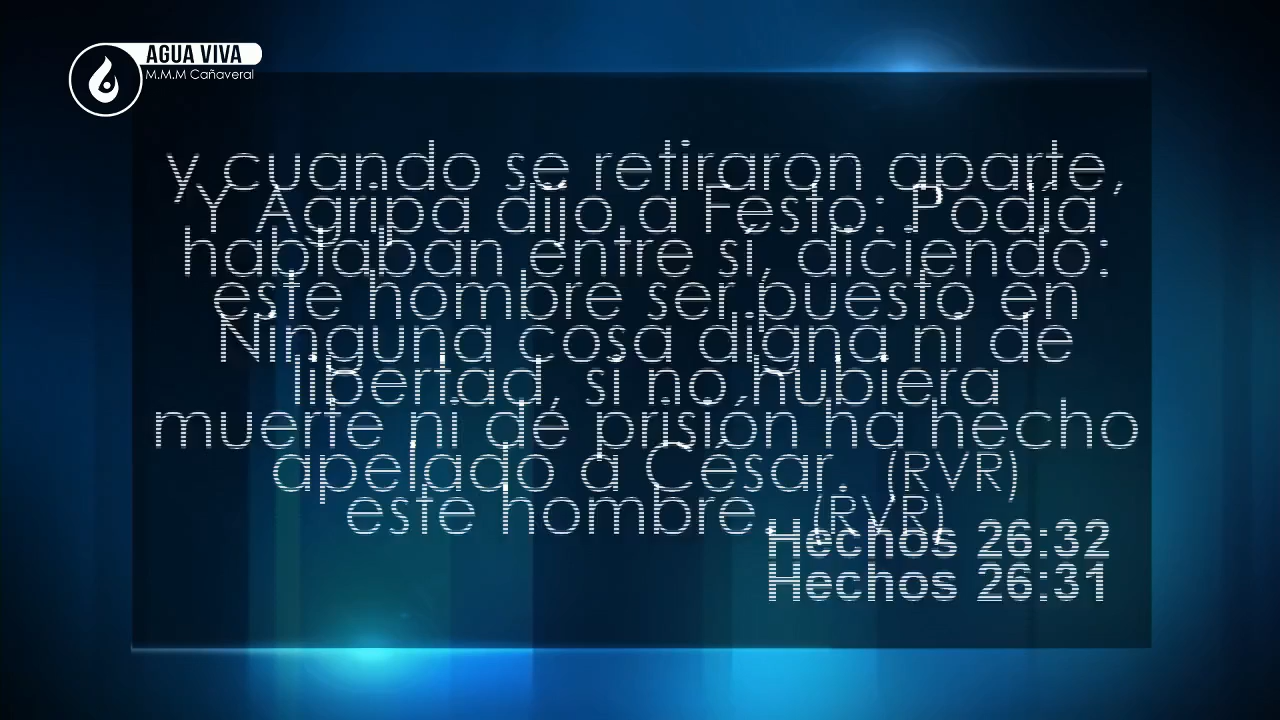 AGUA VIVA
M.M.M Cañaveral
y cuando se retiraron aparte,
Y Agripa dijo a Festo: Podía
hablaban entre sí, diciendo:
este hombre ser puesto en
Ninguna cosa digna ni de
libertad, si no hubiera
muerte ni de prisión ha hecho
apelado a César. (RVR)
este hombre. (RVR)
Hechos 26:32
Hechos 26:31